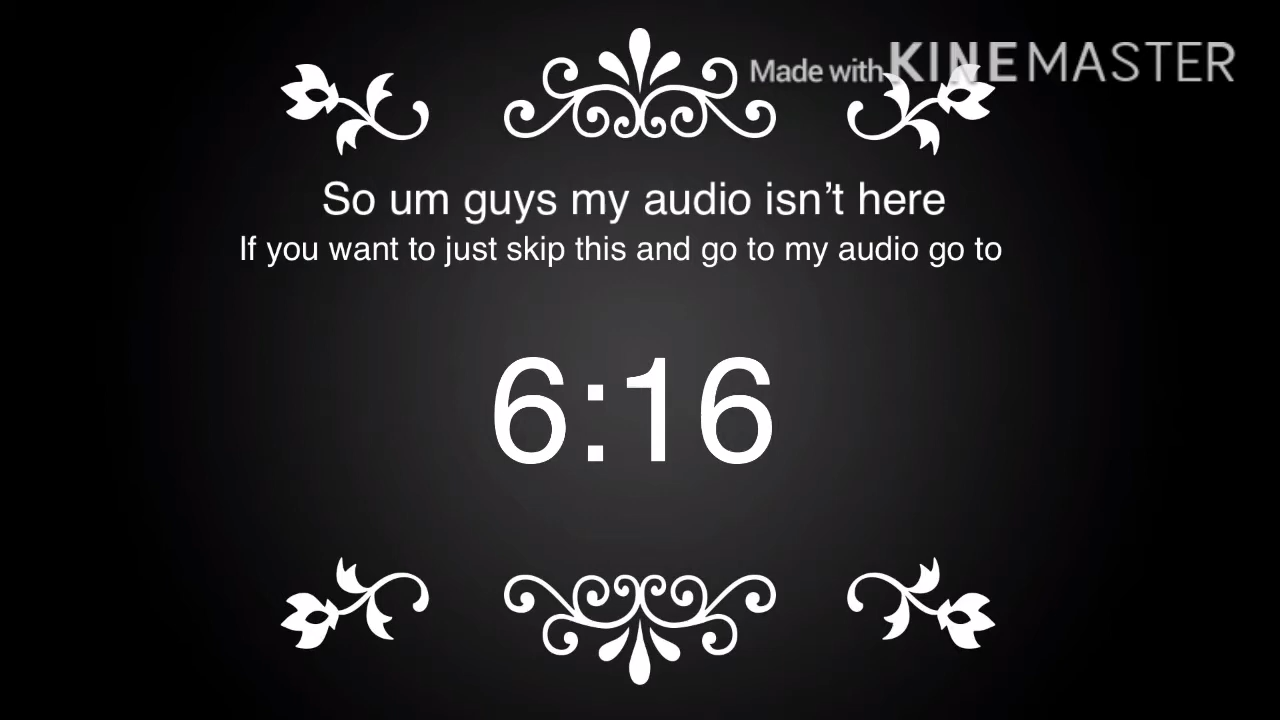 Made with KINEMASTER
So um guys my audio isn’t here
If you want to just skip this and go to my audio go to
6:16